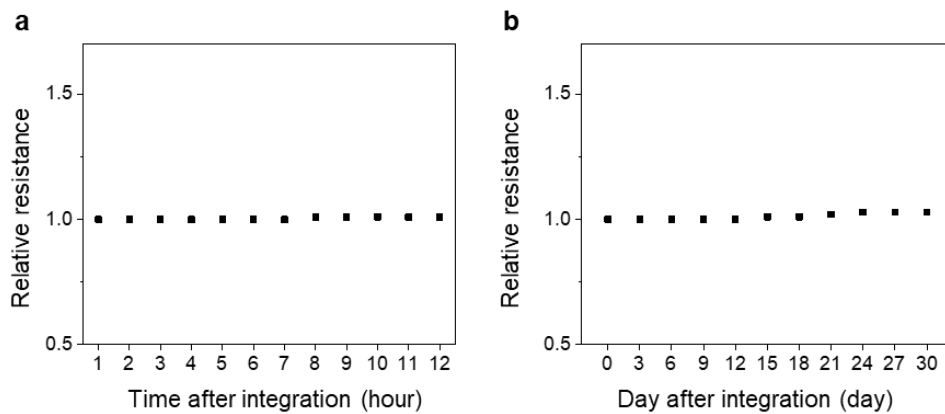 a
Relative resistance
1.5
1.0
0.5
1 2 3 4 5 6 7 8 9 10 11 12
Time after integration (hour)
b
Relative resistance
1.5
1.0
0.5
0 3 6 9 12 15 18 21 24 27 30
Day after integration (day)